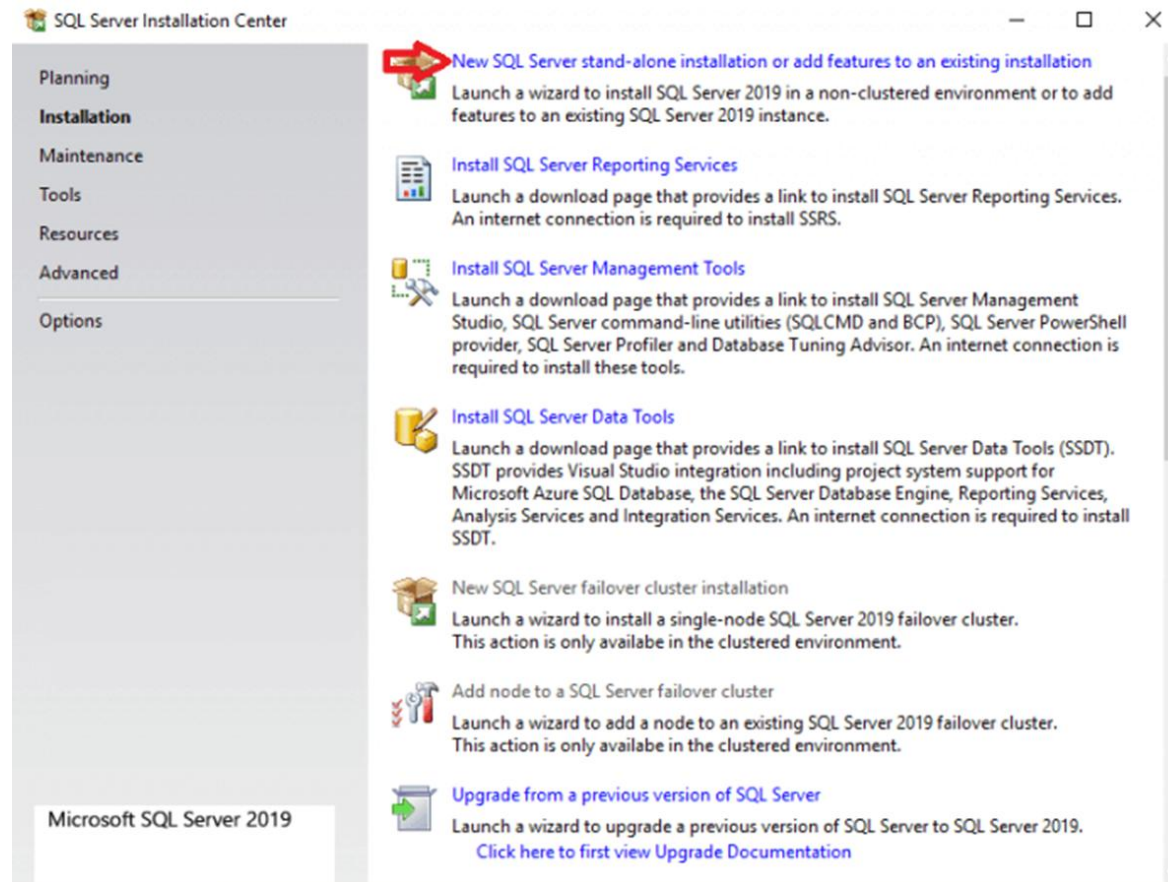 SQL Server Installation Center
Planning
Installation
Maintenance
Tools
Resources
Advanced
Options
Microsoft SQL Server 2019
New SQL Server stand-alone installation or add features to an existing installation
Launch a wizard to install SQL Server 2019 in a non-clustered environment or to add
features to an existing SQL Server 2019 instance.
Install SQL Server Reporting Services
Launch a download page that provides a link to install SQL Server Reporting Services.
An internet connection is required to install SSRS.
Install SQL Server Management Tools
Launch a download page that provides a link to install SQL Server Management
Studio, SQL Server command-line utilities (SQLCMD and BCP), SQL Server PowerShell
provider, SQL Server Profiler and Database Tuning Advisor. An internet connection is
required to install these tools.
Install SQL Server Data Tools
Launch a download page that provides a link to install SQL Server Data Tools (SSDT).
SSDT provides Visual Studio integration including project system support for
Microsoft Azure SQL Database, the SQL Server Database Engine, Reporting Services,
Analysis Services and Integration Services. An internet connection is required to install
SSDT.
New SQL Server failover cluster installation
Launch a wizard to install a single-node SQL Server 2019 failover cluster.
This action is only availabe in the clustered environment.
Add node to a SQL Server failover cluster
Launch a wizard to add a node to an existing SQL Server 2019 failover cluster.
This action is only availabe in the clustered environment.
Upgrade from a previous version of SQL Server
Launch a wizard to upgrade a previous version of SQL Server to SQL Server 2019.
Click here to first view Upgrade Documentation